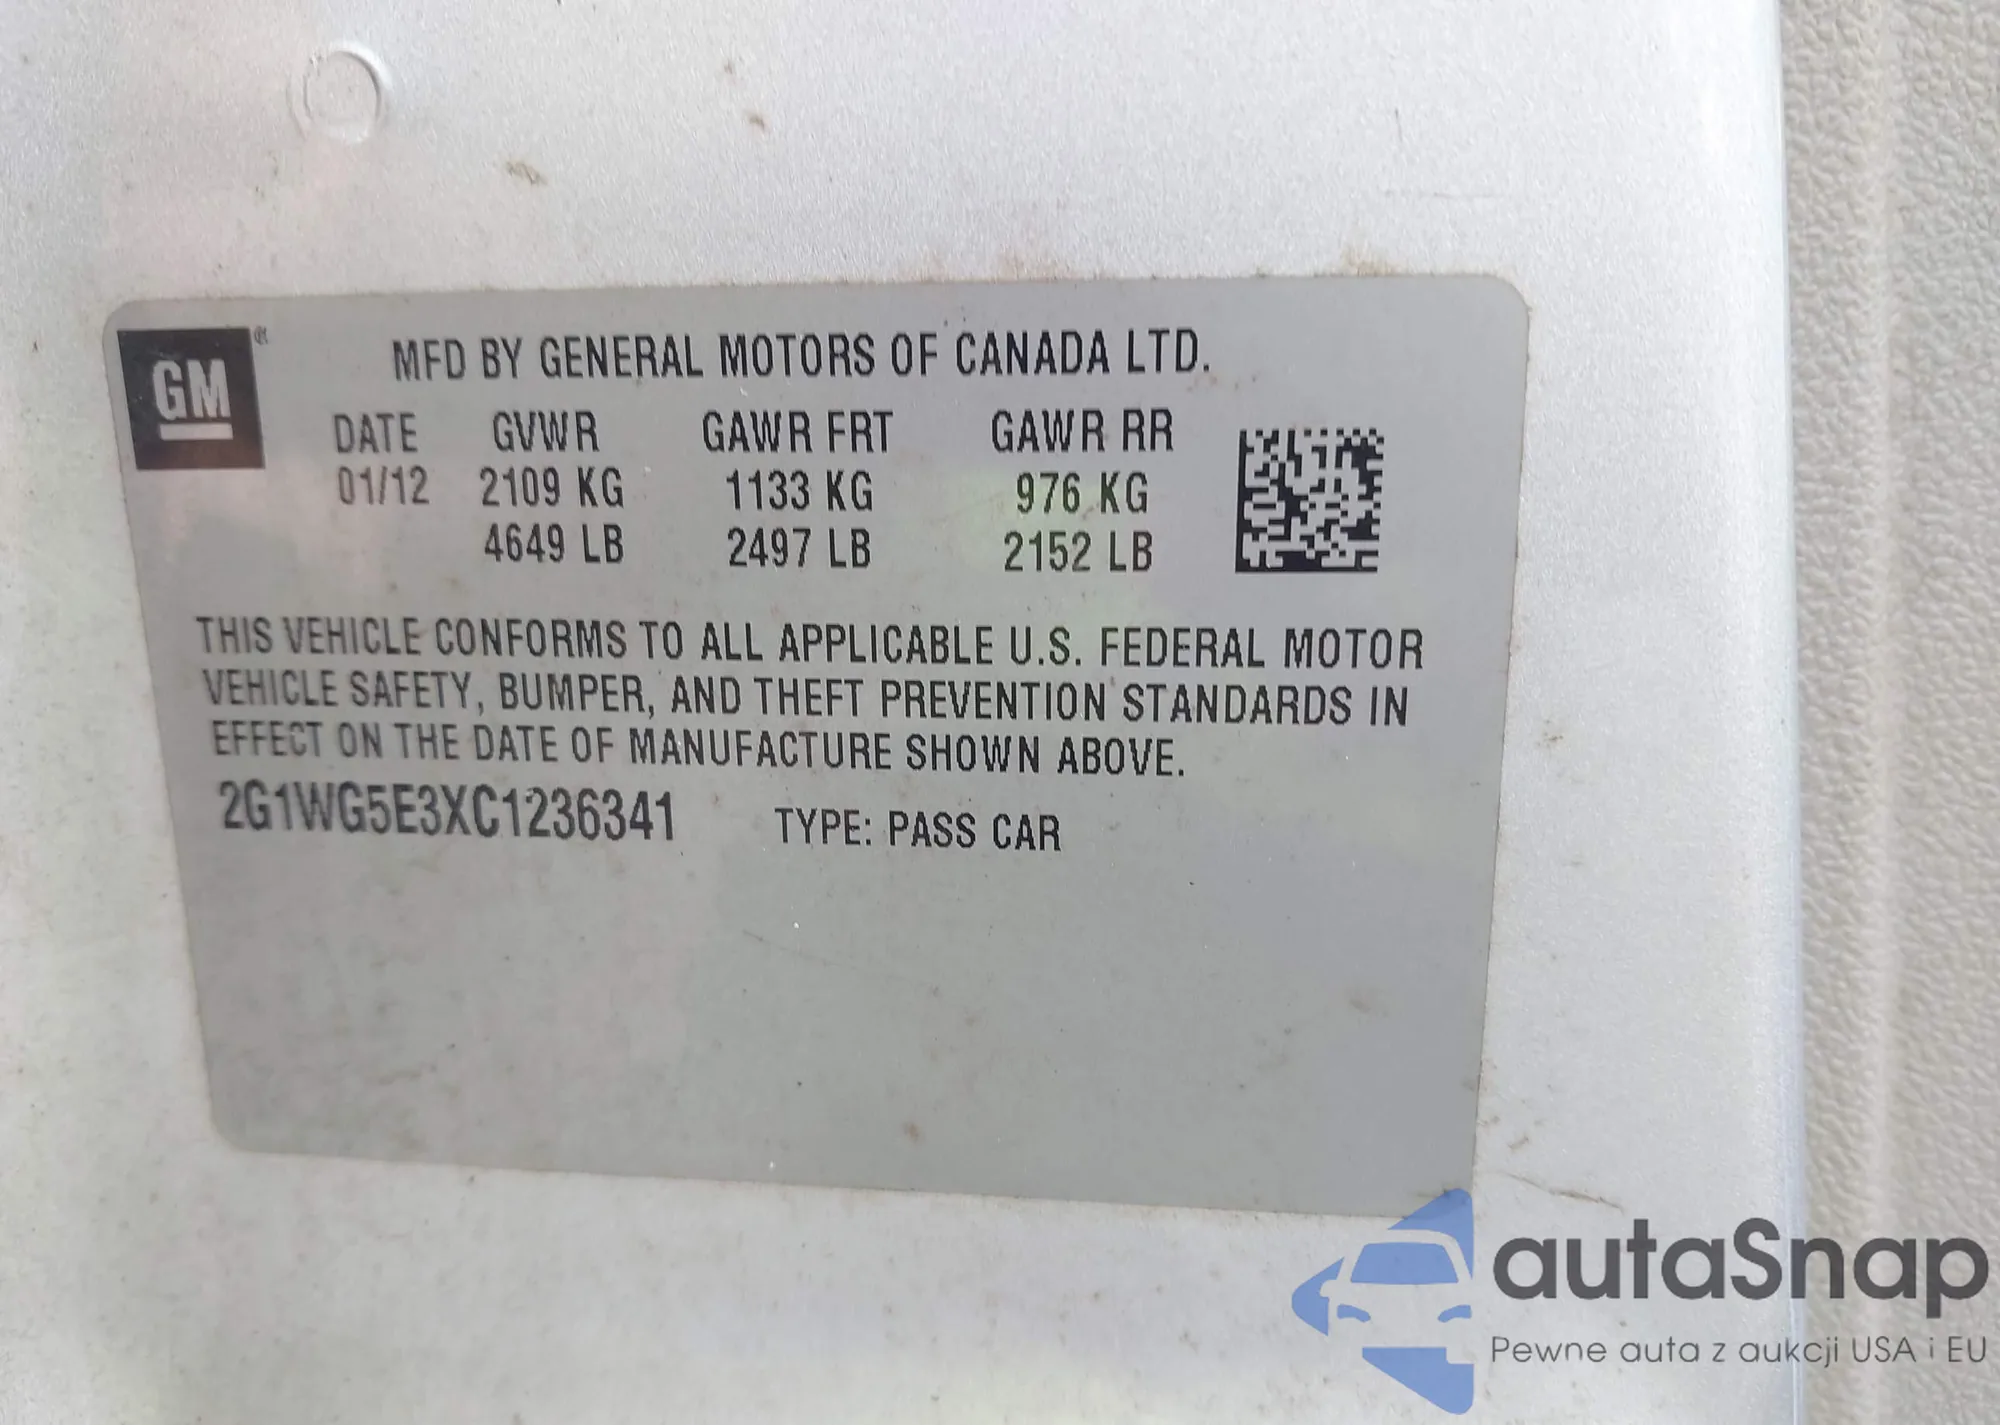 GM
MFD BY GENERAL MOTORS OF CANADA LTD.
DATE GVWR GAWR FRT GAWR RR
01/12 2109 KG 1133 KG 976 KG
4649 LB 2497 LB 2152 LB
THIS VEHICLE CONFORMS TO ALL APPLICABLE U.S. FEDERAL MOTOR
VEHICLE SAFETY, BUMPER, AND THEFT PREVENTION STANDARDS IN
EFFECT ON THE DATE OF MANUFACTURE SHOWN ABOVE.
2G1WG5E3XC1236341 TYPE: PASS CAR
autaSnap
Pewne auta z aukcji USA i EU